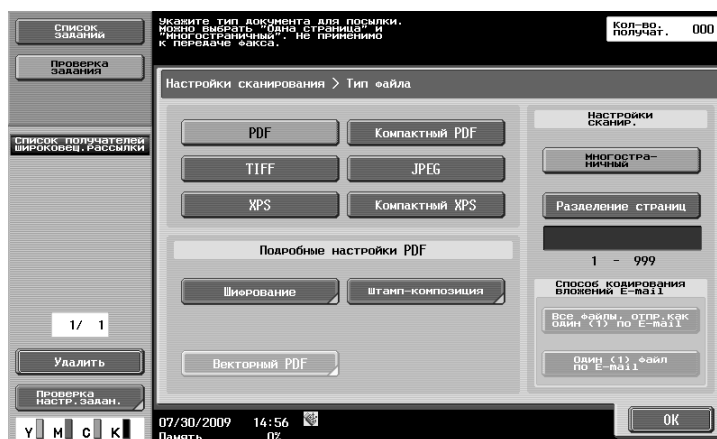 Список
заданий
Проверка
задания
Список получателей
широковещ.рассылки
1/ 1
Удалить
Проверка
настр.задан.
Y M C K
Укажите тип документа для посылки.
Можно выбрать "Одна страница" и
"Многостраничный". Не применимо
к передаче факса.
Кол-во.
получат. 000
Настройки сканирования > Тип файла
PDF
Компактный PDF
TIFF
JPEG
XPS
Компактный XPS
Подробные настройки PDF
Шифрование
Штамп-композиция
Векторный PDF
Настройки
сканир.
Многостра-
ничный
Разделение страниц
1 - 999
Способ кодирования
вложений E-mail
Все файлы, отпр.как
один (1) по E-mail
Один (1) файл
по E-mail
07/30/2009 14:56
Память 0%
OK